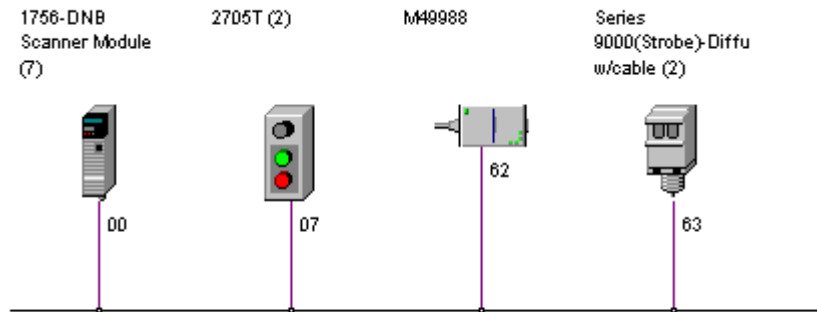 1756-DNB
Scanner Module
(7)
2705T (2)
M49988
Series
9000(Strobe)-Diffu
w/cable (2)
00
07
62
63